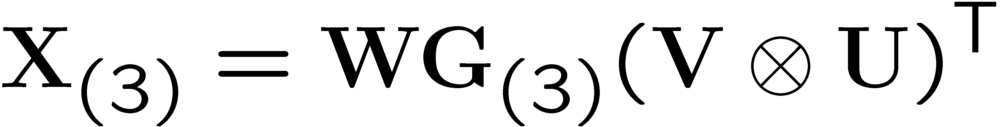 X₍₃₎ = WG₍₃₎(V ⊗ U)ᵀ